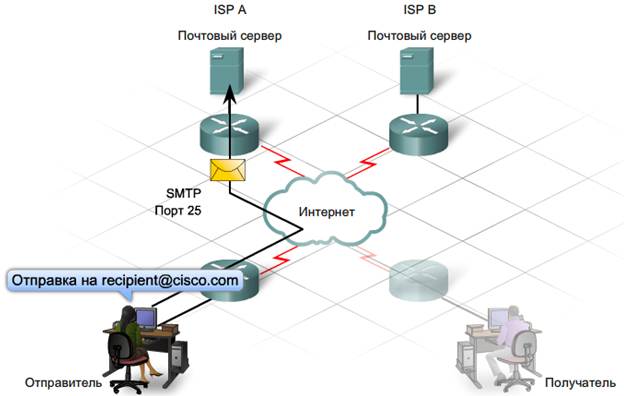 ISP A
ISP B
Почтовый сервер
Почтовый сервер
SMTP
Порт 25
Интернет
Отправка на recipient@cisco.com
Отправитель
Получатель